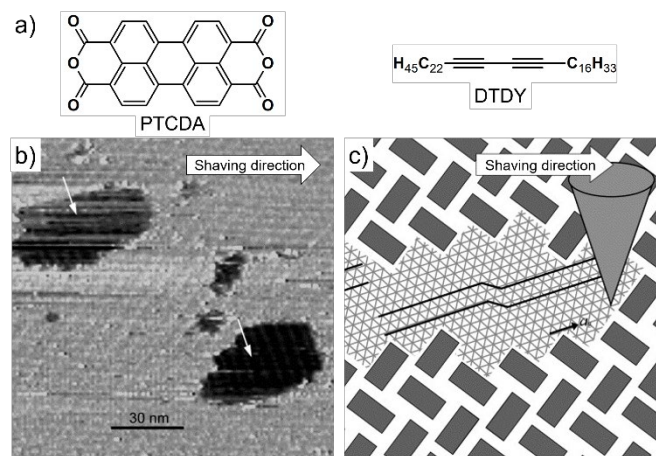 a)
O O
O O
O O
PTCDA
H₄₅C₂₂ C₁₆H₃₃
DTDY
b) Shaving direction
30 nm
c) Shaving direction
a